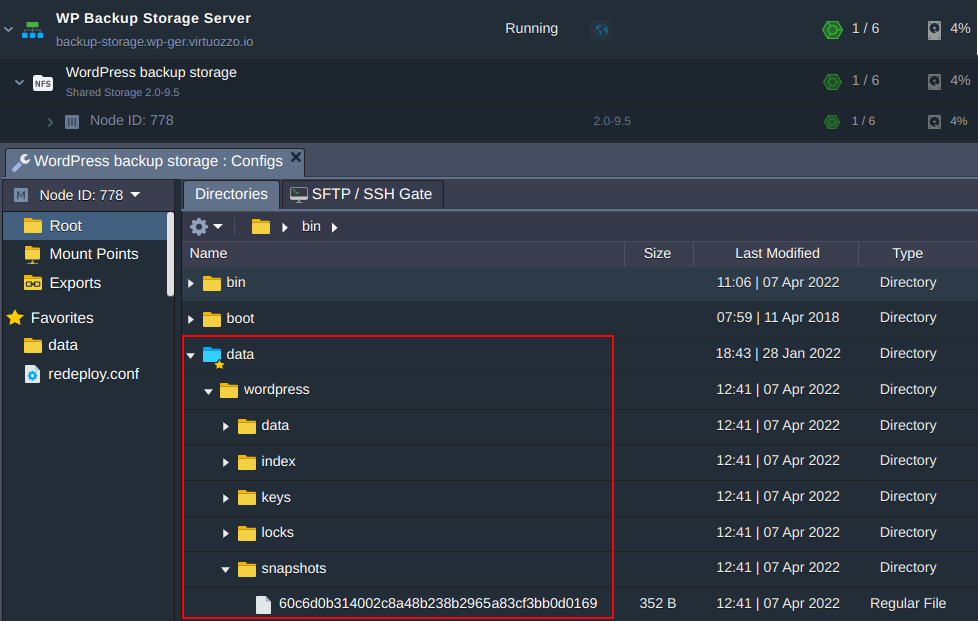 WP Backup Storage Server
backup-storage.wp-ger.virtuozzo.io
Running
1 / 6
4%
NFS
WordPress backup storage
Shared Storage 2.0-9.5
1 / 6
4%
Node ID: 778
2.0-9.5
1 / 6
4%
WordPress backup storage : Configs
M Node ID: 778
Directories
SFTP / SSH Gate
Root
Mount Points
Exports
Favorites
data
redeploy.conf
bin
Name Size Last Modified Type
bin 11:06 | 07 Apr 2022 Directory
boot 07:59 | 11 Apr 2018 Directory
data 18:43 | 28 Jan 2022 Directory
wordpress 12:41 | 07 Apr 2022 Directory
data 12:41 | 07 Apr 2022 Directory
index 12:41 | 07 Apr 2022 Directory
keys 12:41 | 07 Apr 2022 Directory
locks 12:41 | 07 Apr 2022 Directory
snapshots 12:41 | 07 Apr 2022 Directory
60c6d0b314002c8a48b238b2965a83cf3bb0d0169 352 B 12:41 | 07 Apr 2022 Regular File